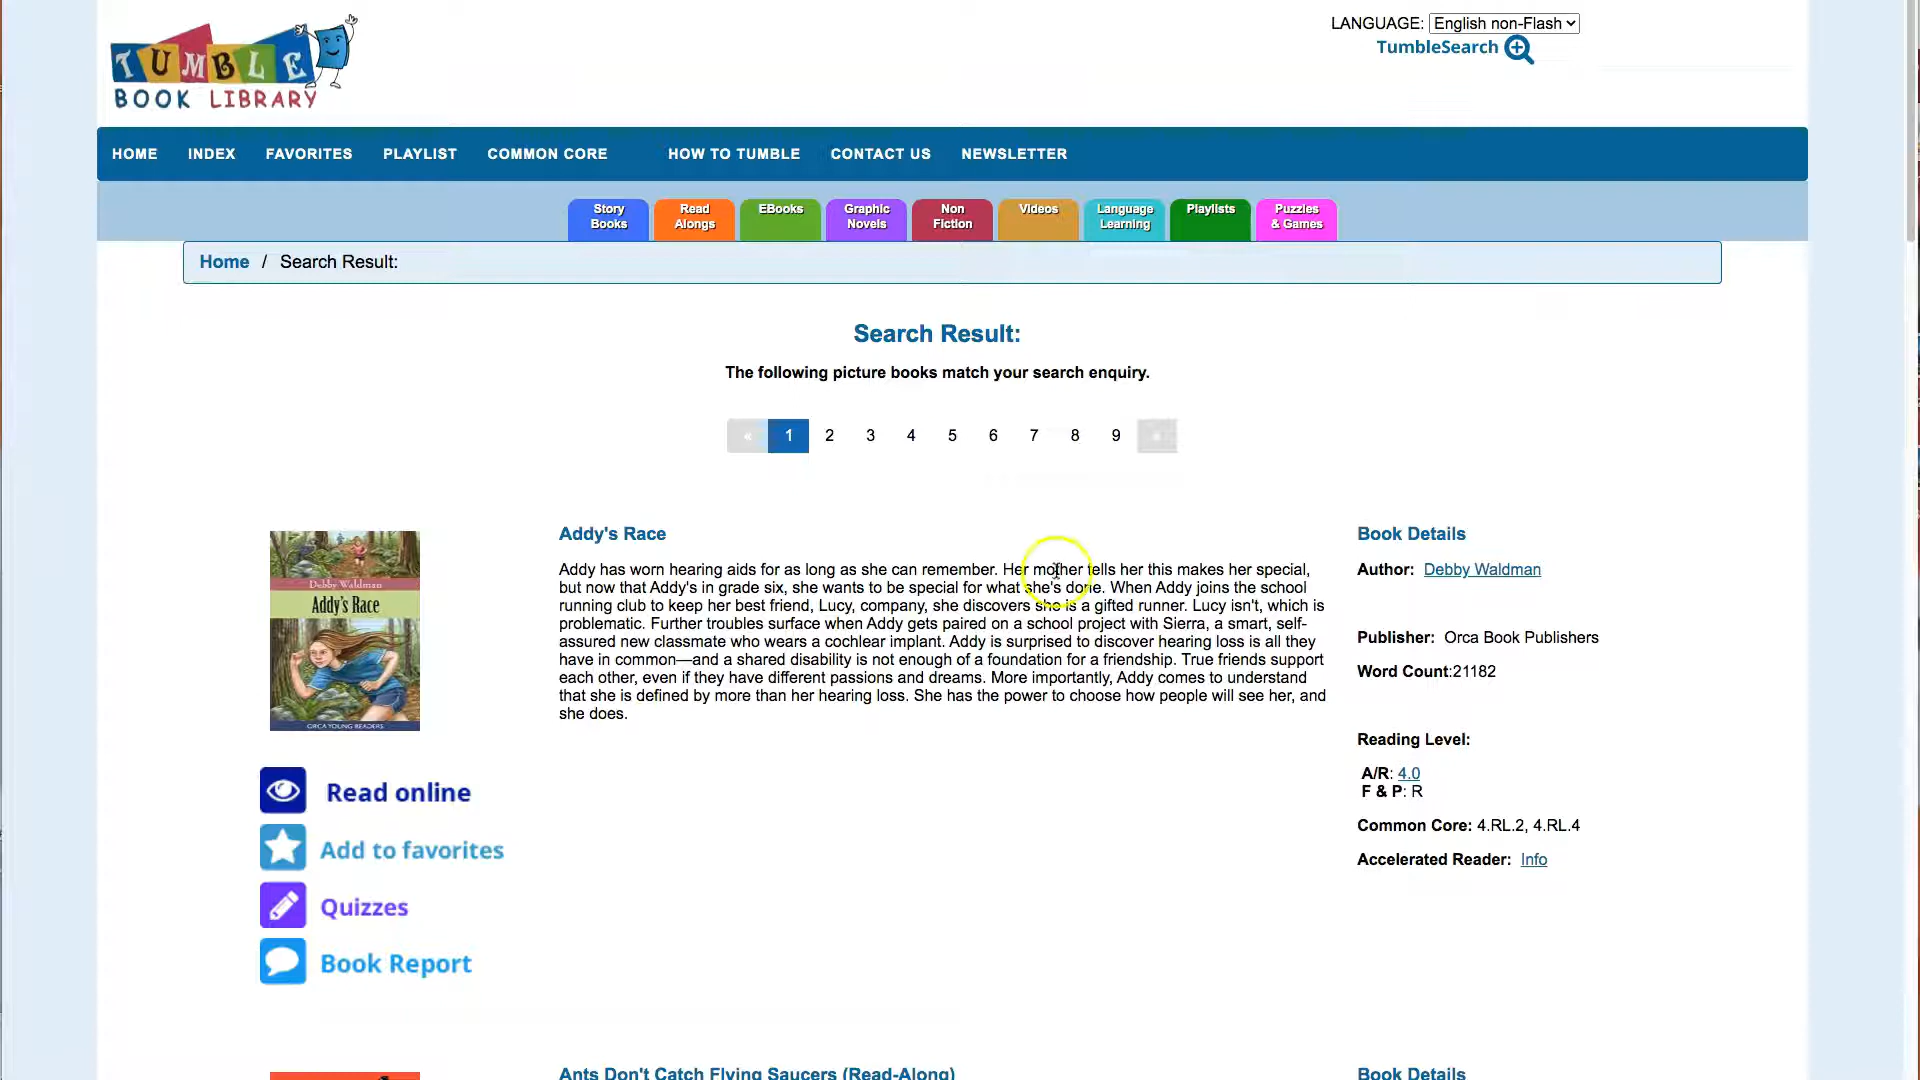 LANGUAGE: English non-Flash
TumbleSearch
TUMBLE
BOOK LIBRARY
HOME INDEX FAVORITES PLAYLIST COMMON CORE HOW TO TUMBLE CONTACT US NEWSLETTER
Story Books
Read Alongs
EBooks
Graphic Novels
Non Fiction
Videos
Language Learning
Playlists
Puzzles & Games
Home / Search Result:
Search Result:
The following picture books match your search enquiry.
« 1 2 3 4 5 6 7 8 9
Debby Waldman
Addy's Race
ORCA YOUNG READERS
Read online
Add to favorites
Quizzes
Book Report
Addy's Race
Addy has worn hearing aids for as long as she can remember. Her mother tells her this makes her special,
but now that Addy's in grade six, she wants to be special for what she's done. When Addy joins the school
running club to keep her best friend, Lucy, company, she discovers she is a gifted runner. Lucy isn't, which is
problematic. Further troubles surface when Addy gets paired on a school project with Sierra, a smart, self-
assured new classmate who wears a cochlear implant. Addy is surprised to discover hearing loss is all they
have in common—and a shared disability is not enough of a foundation for a friendship. True friends support
each other, even if they have different passions and dreams. More importantly, Addy comes to understand
that she is defined by more than her hearing loss. She has the power to choose how people will see her, and
she does.
Book Details
Author: Debby Waldman
Publisher: Orca Book Publishers
Word Count:21182
Reading Level:
A/R: 4.0
F & P: R
Common Core: 4.RL.2, 4.RL.4
Accelerated Reader: Info
Ants Don't Catch Flying Saucers (Read-Along)
Book Details